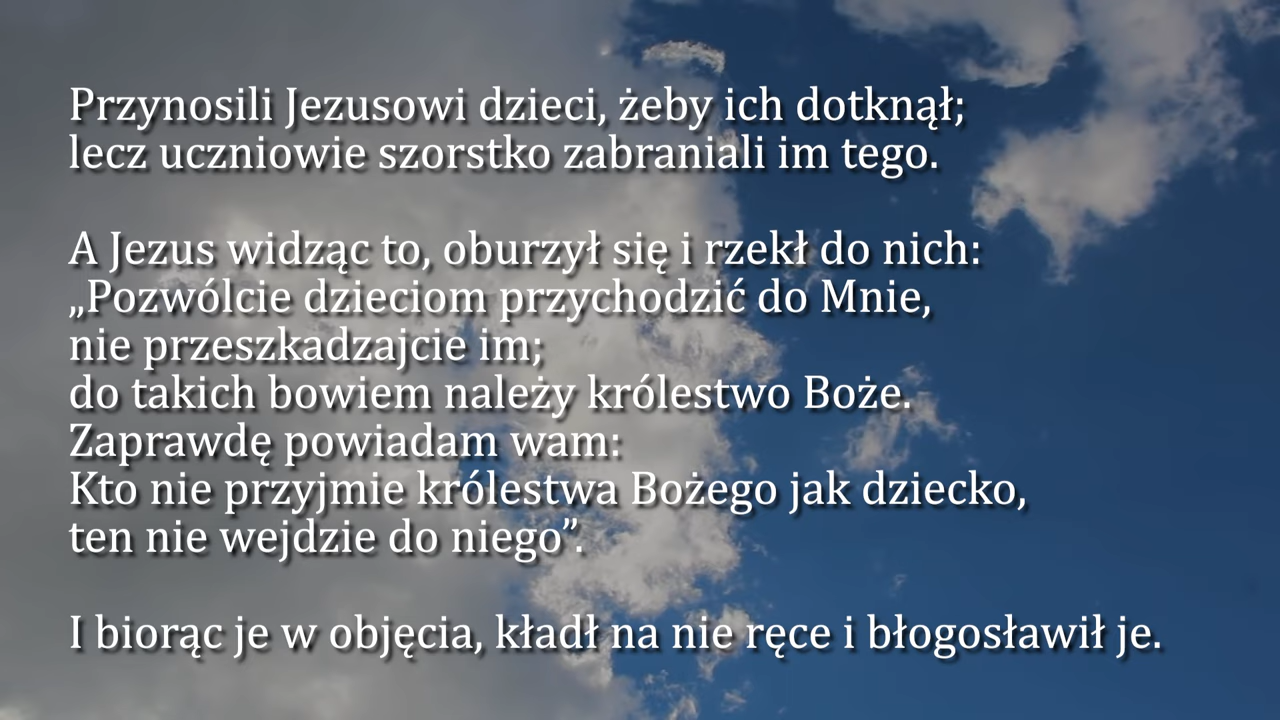 Przynosili Jezusowi dzieci, żeby ich dotknął;
lecz uczniowie szorstko zabraniali im tego.
A Jezus widząc to, oburzył się i rzekł do nich:
„Pozwólcie dzieciom przychodzić do Mnie,
nie przeszkadzajcie im;
do takich bowiem należy królestwo Boże.
Zaprawdę powiadam wam:
Kto nie przyjmie królestwa Bożego jak dziecko,
ten nie wejdzie do niego”.
I biorąc je w objęcia, kładł na nie ręce i błogosławił je.